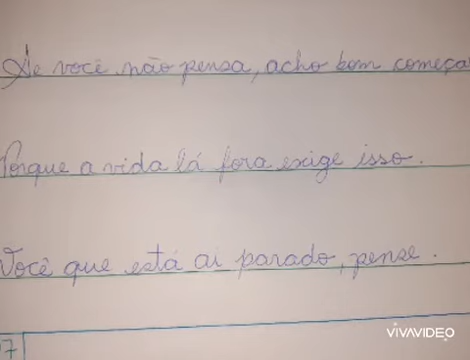 Se você não pensa, acho bom começa
Porque a vida lá fora exige isso.
Você que está ai parado, pense.
7
VIVAVIDEO